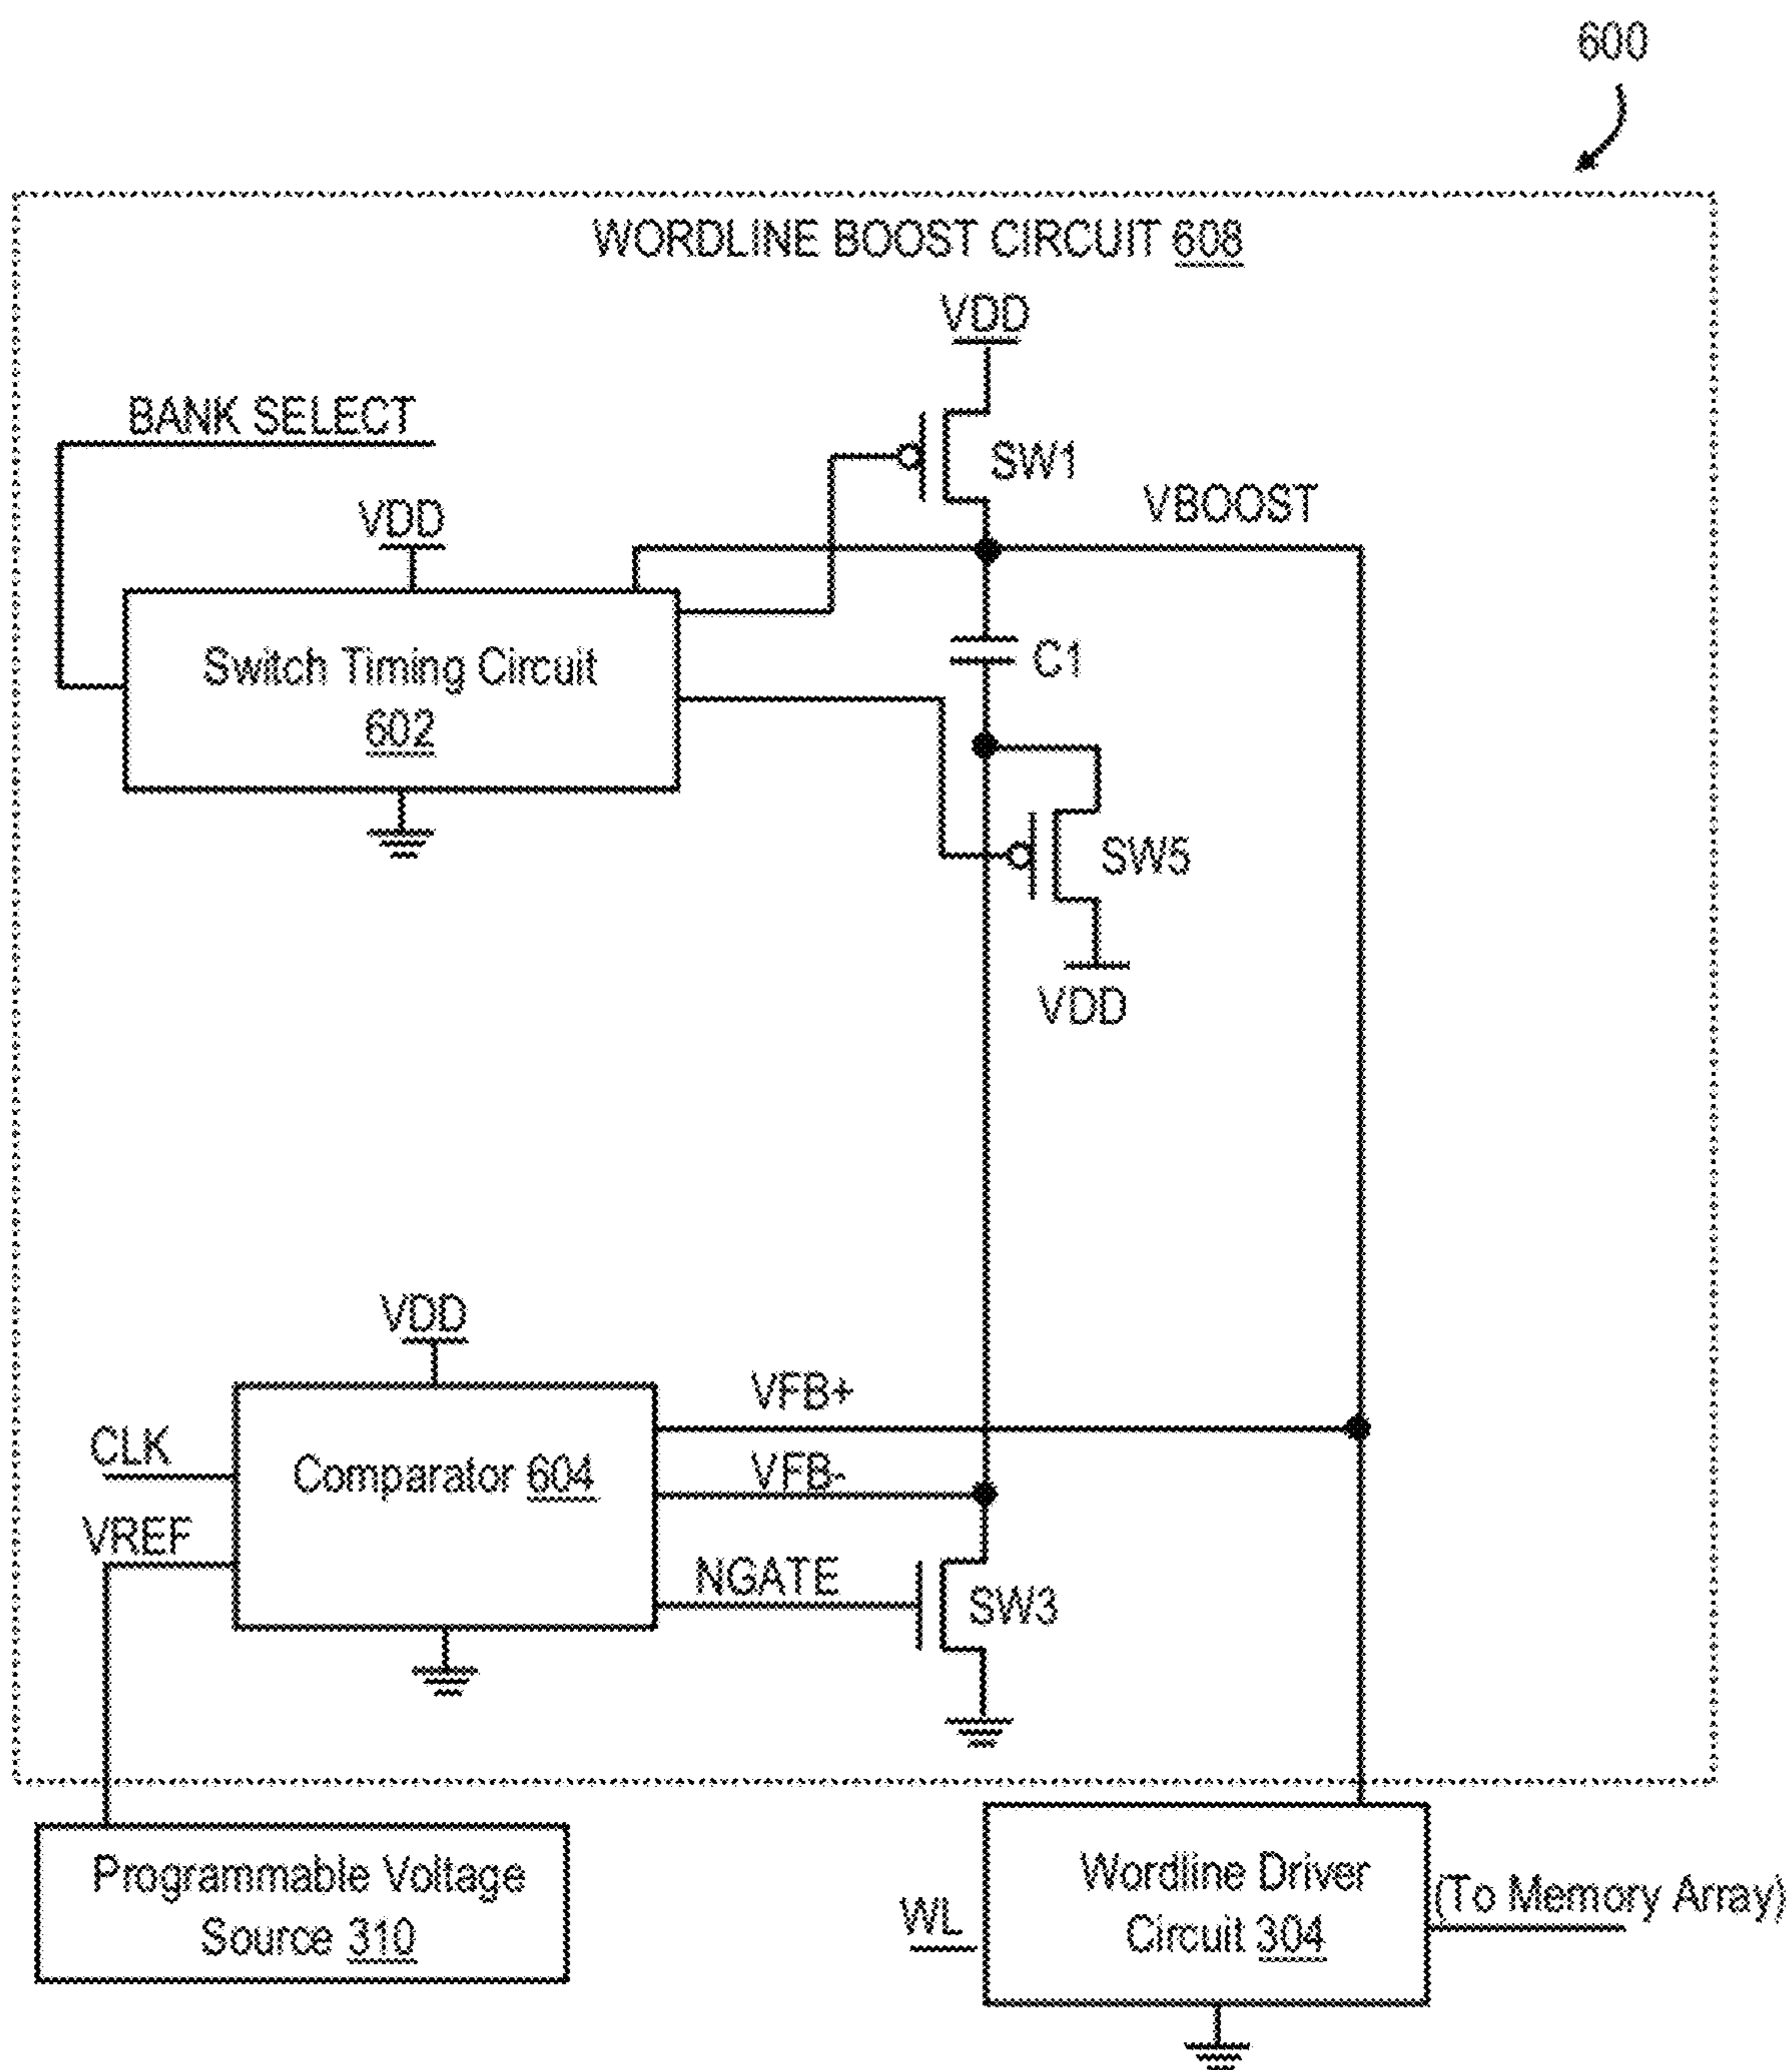 600
WORDLINE BOOST CIRCUIT 608
VDD
BANK SELECT
SW1
VDD
VBOOST
Switch Timing Circuit
602
C1
SW5
VDD
VDD
VFB+
CLK
Comparator 604
VFB-
VREF
NGATE
SW3
Programmable Voltage
Source 310
Wordline Driver
Circuit 304
(To Memory Array)
WL